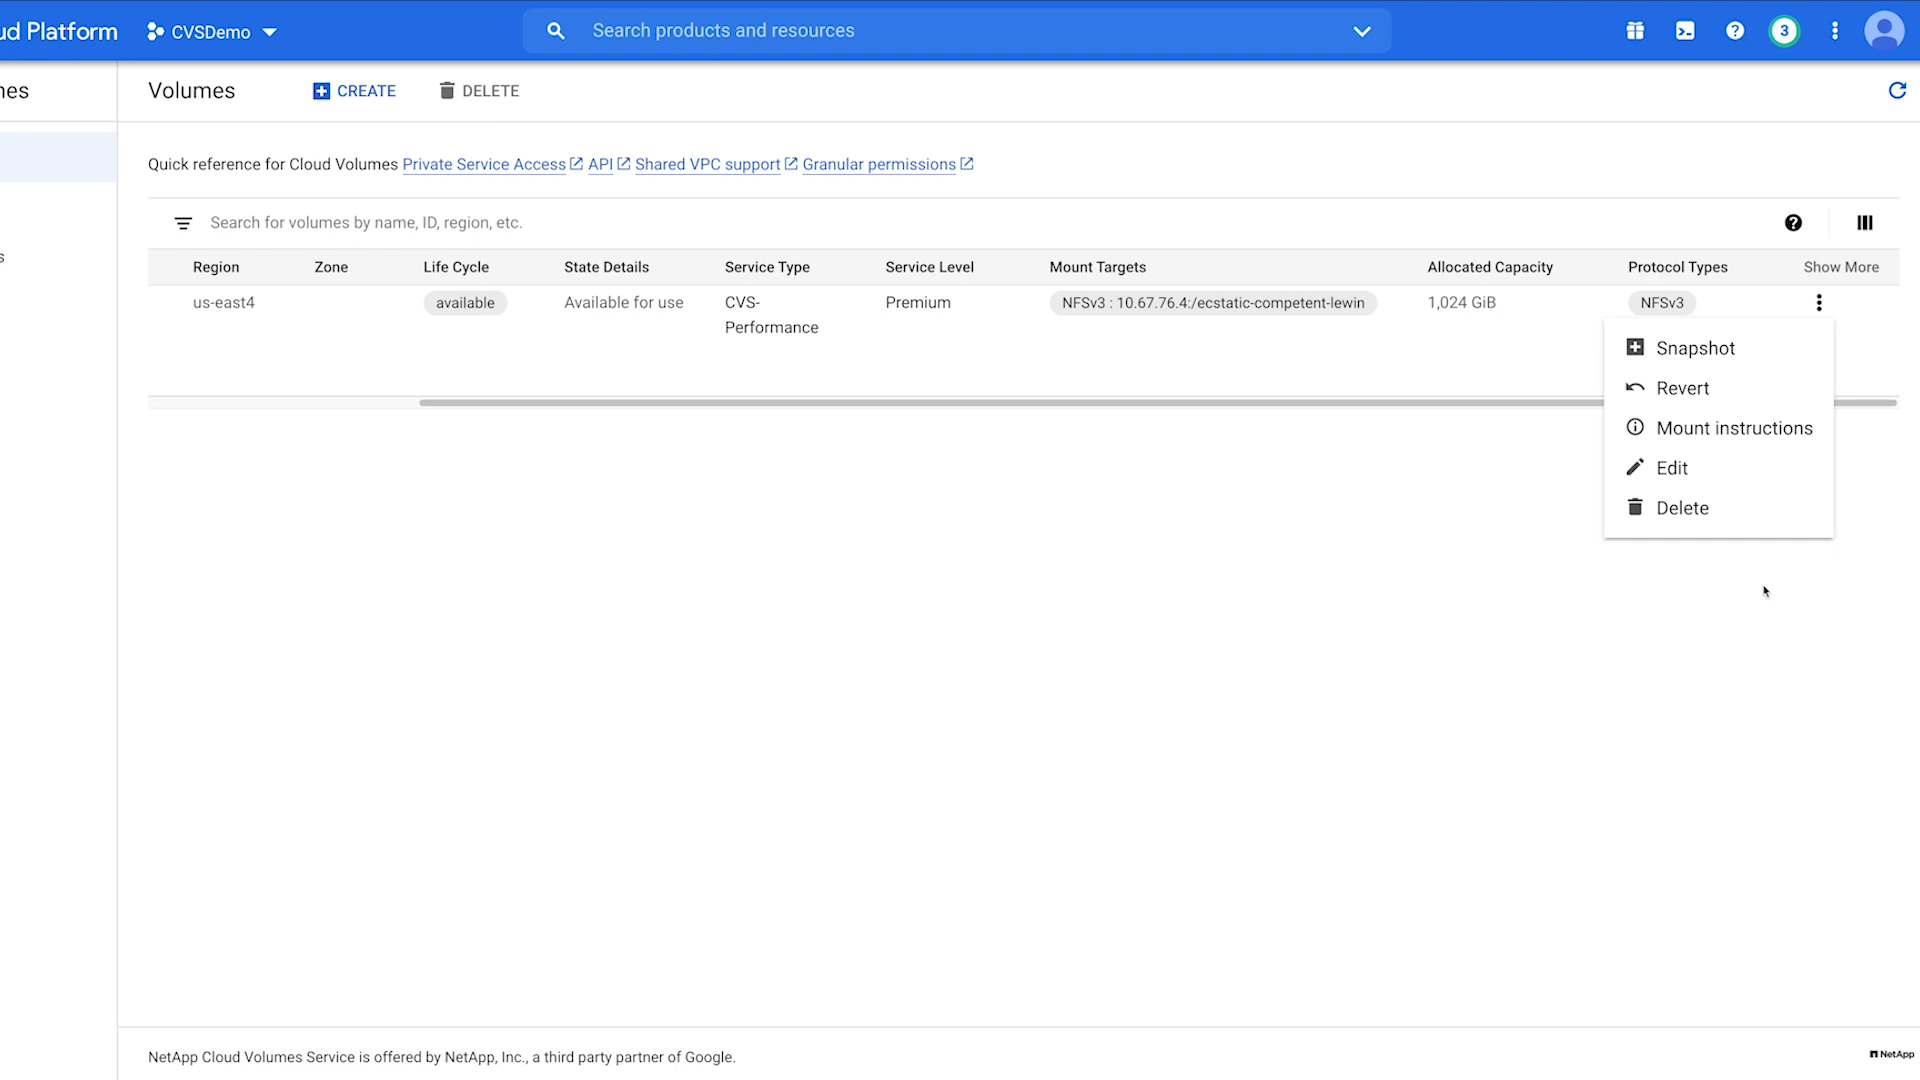 ud Platform
CVSDemo
Search products and resources
3
nes
Volumes
CREATE
DELETE
Quick reference for Cloud Volumes Private Service Access API Shared VPC support Granular permissions
Search for volumes by name, ID, region, etc.
s
Region Zone Life Cycle State Details Service Type Service Level Mount Targets Allocated Capacity Protocol Types Show More
us-east4 available Available for use CVS- Premium NFSv3 : 10.67.76.4:/ecstatic-competent-lewin 1,024 GiB NFSv3
Performance
Snapshot
Revert
Mount instructions
Edit
Delete
NetApp Cloud Volumes Service is offered by NetApp, Inc., a third party partner of Google.
NetApp